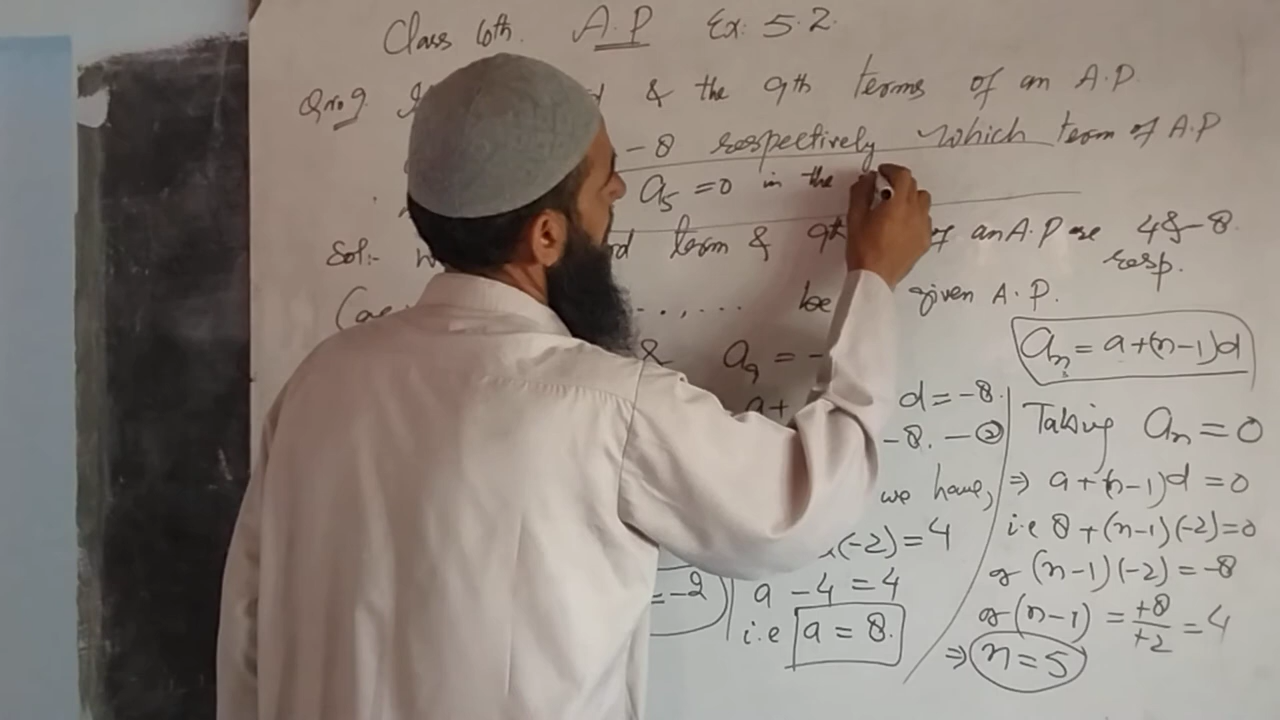 Class 10th. A.P Ex: 5.2.
Qno9. & the 9th terms of an A.P.
-8 respectively which term of A.P
a5 = 0 in the
Sol:- rd term & 9th of an A.P are 4 & -8.
resp.
..,... be given A.P.
& a9 = -
an = a+(n-1)d
a+ d = -8.
-8. — ②
we have,
(-2) = 4
= -2
a - 4 = 4
i.e a = 8.
Taking an = 0
⇒ a+(n-1)d = 0
i.e 8+(n-1)(-2)=0
or (n-1)(-2) = -8
or (n-1) = +8/+2 = 4
⇒ n = 5